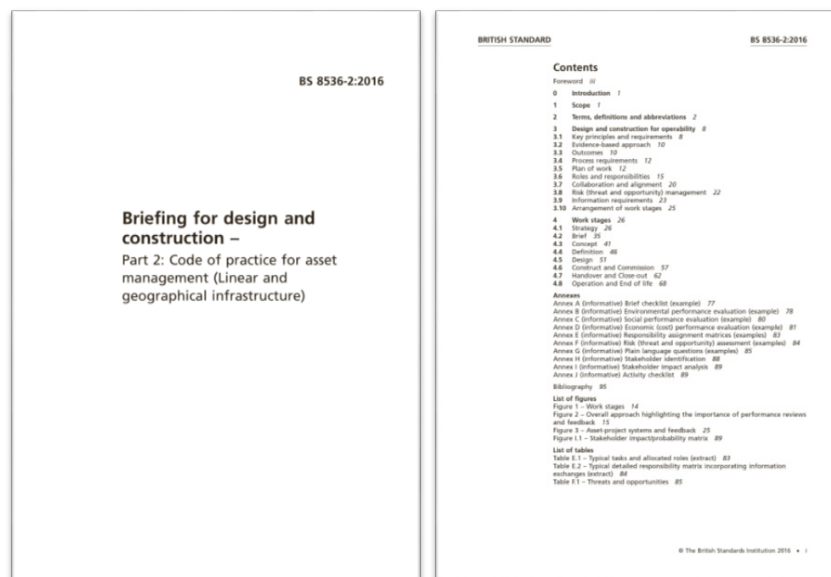 BS 8536-2:2016
Briefing for design and
construction –
Part 2: Code of practice for asset
management (Linear and
geographical infrastructure)
BRITISH STANDARD BS 8536-2:2016
Contents
Foreword iii
0 Introduction 1
1 Scope 1
2 Terms, definitions and abbreviations 2
3 Design and construction for operability 8
3.1 Key principles and requirements 8
3.2 Evidence-based approach 10
3.3 Outcomes 10
3.4 Process requirements 12
3.5 Plan of work 12
3.6 Roles and responsibilities 15
3.7 Collaboration and alignment 20
3.8 Risk (threat and opportunity) management 22
3.9 Information requirements 23
3.10 Arrangement of work stages 25
4 Work stages 26
4.1 Strategy 26
4.2 Brief 35
4.3 Concept 41
4.4 Definition 46
4.5 Design 51
4.6 Construct and Commission 57
4.7 Handover and Close-out 62
4.8 Operation and End of life 68
Annexes
Annex A (informative) Brief checklist (example) 77
Annex B (informative) Environmental performance evaluation (example) 78
Annex C (informative) Social performance evaluation (example) 80
Annex D (informative) Economic (cost) performance evaluation (example) 81
Annex E (informative) Responsibility assignment matrices (example) 83
Annex F (informative) Risk (threat and opportunity) assessment (examples) 84
Annex G (informative) Plain language questions (examples) 85
Annex H (informative) Stakeholder identification 88
Annex I (informative) Stakeholder impact analysis 89
Annex J (informative) Activity checklist 89
Bibliography 95
List of figures
Figure 1 – Work stages 14
Figure 2 – Overall approach highlighting the importance of performance reviews
and feedback 15
Figure 3 – Asset-project systems and feedback 25
Figure I.1 – Stakeholder impact/probability matrix 89
List of tables
Table E.1 – Typical tasks and allocated roles (extract) 83
Table E.2 – Typical detailed responsibility matrix incorporating information
exchanges (extract) 84
Table F.1 – Threats and opportunities 85
© The British Standards Institution 2016 • i